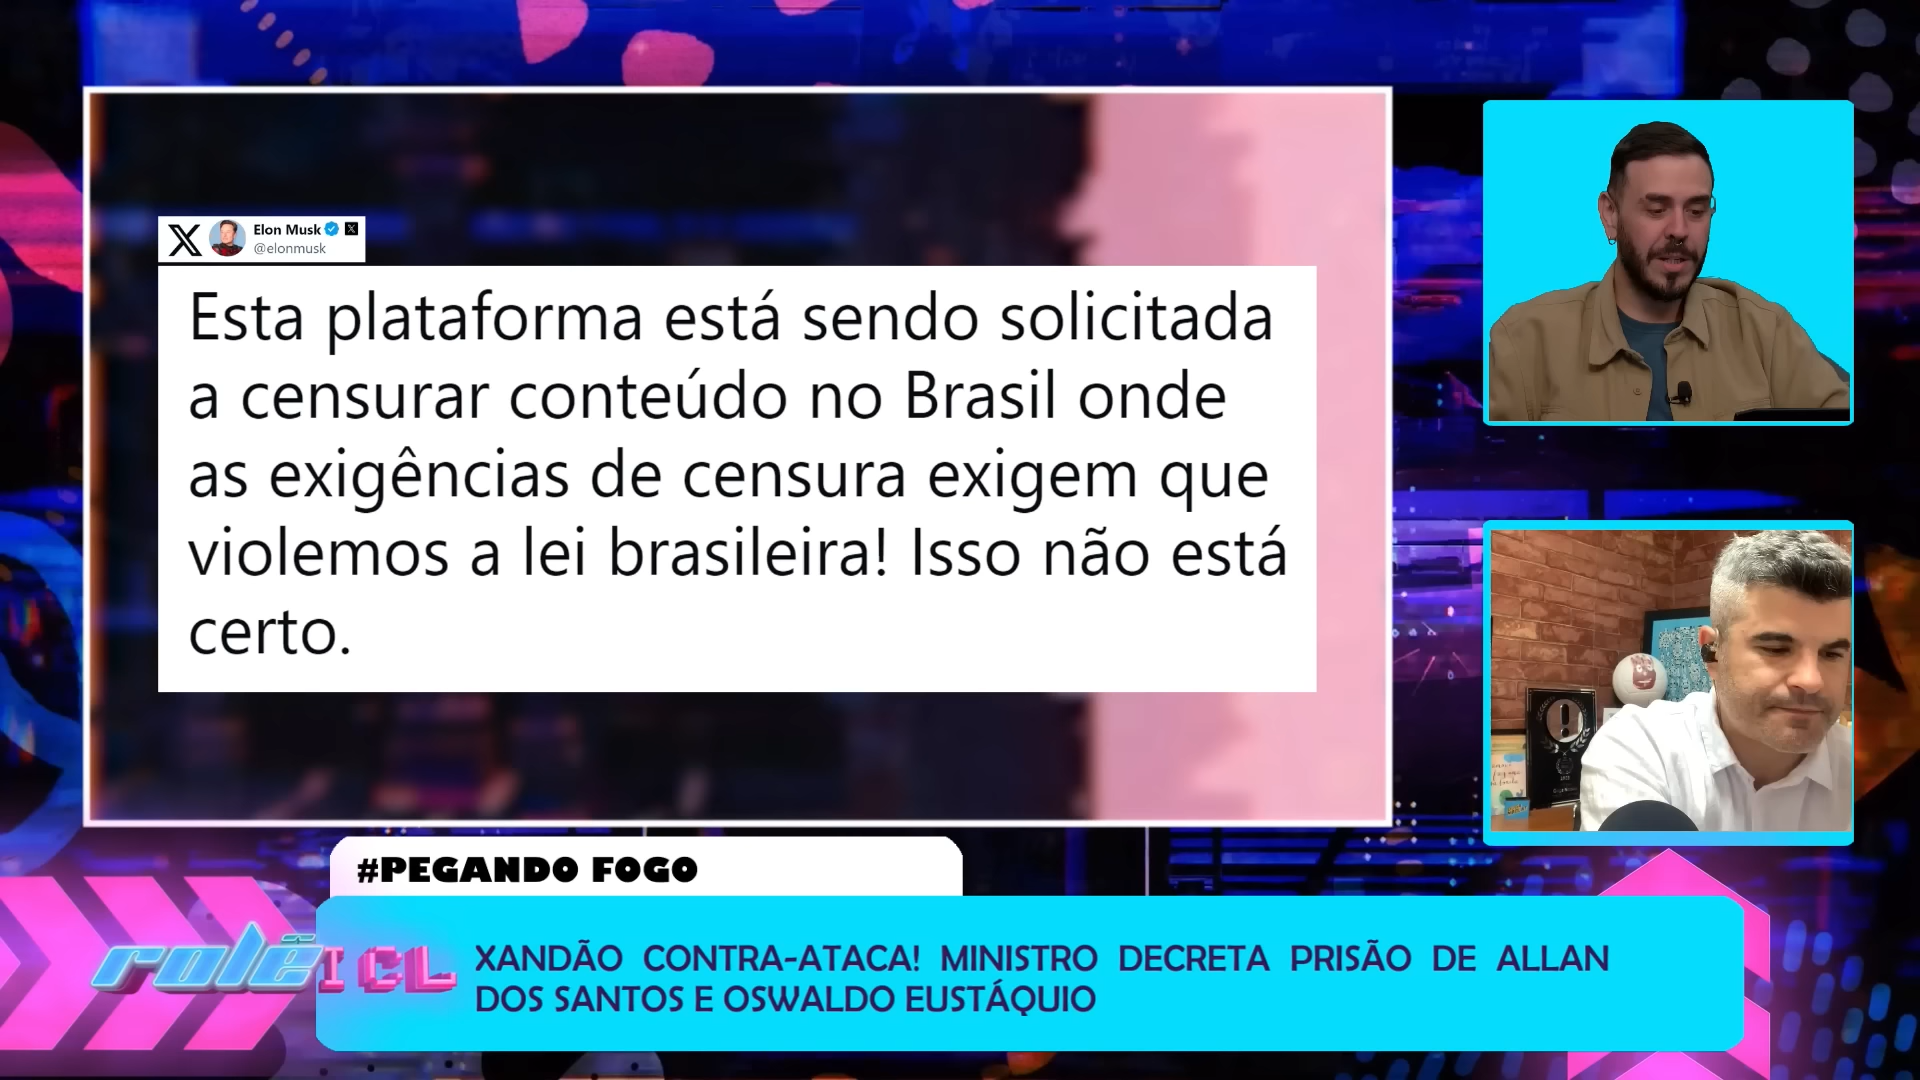 X Elon Musk
@elonmusk
Esta plataforma está sendo solicitada
a censurar conteúdo no Brasil onde
as exigências de censura exigem que
violemos a lei brasileira! Isso não está
certo.
#PEGANDO FOGO
rolê ICL
XANDÃO CONTRA-ATACA! MINISTRO DECRETA PRISÃO DE ALLAN
DOS SANTOS E OSWALDO EUSTÁQUIO